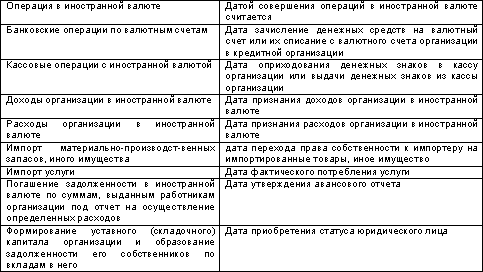 Операция в иностранной валюте
Датой совершения операций в иностранной валюте
считается
Банковские операции по валютным счетам
Дата зачисление денежных средств на валютный
счет или их списание с валютного счета организации
в кредитной организации
Кассовые операции с иностранной валютой
Дата оприходования денежных знаков в кассу
организации или выдачи денежных знаков из кассы
организации
Доходы организации в иностранной валюте
Дата признания доходов организации в иностранной
валюте
Расходы организации в иностранной
валюте
Дата признания расходов организации в иностранной
валюте
Импорт материально-производст-венных
запасов, иного имущества
дата перехода права собственности к импортеру на
импортированные товары, иное имущество
Импорт услуги
Дата фактического потребления услуги
Погашение задолженности в иностранной
валюте по суммам, выданным работникам
организации под отчет на осуществление
определенных расходов
Дата утверждения авансового отчета
Формирование уставного (складочного)
капитала организации и образование
задолженности его собственников по
вкладам в него
Дата приобретения статуса юридического лица